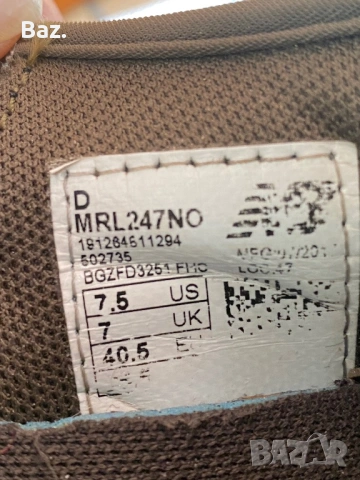 Baz.
D
MRL247NO
191264611294
502735
BGZFD3251 FHC
7.5 US
7 UK
40.5
BAZAR